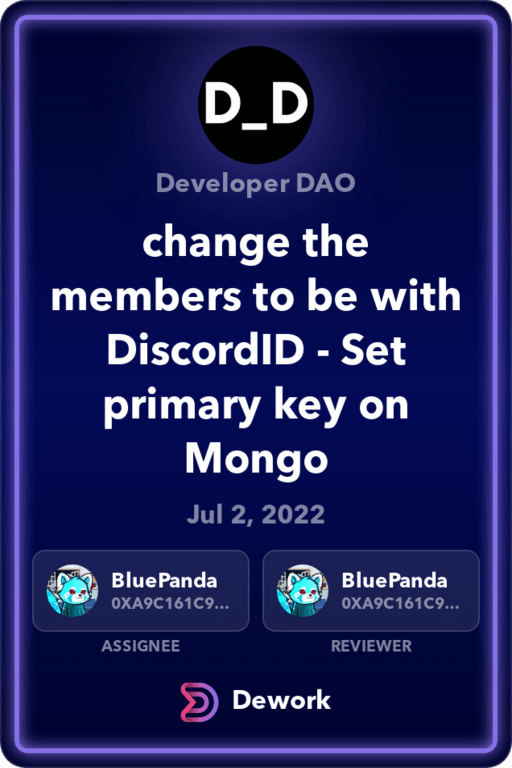 D_D
Developer DAO
change the
members to be with
DiscordID - Set
primary key on
Mongo
Jul 2, 2022
BluePanda
0XA9C161C9...
ASSIGNEE
BluePanda
0XA9C161C9...
REVIEWER
Dework